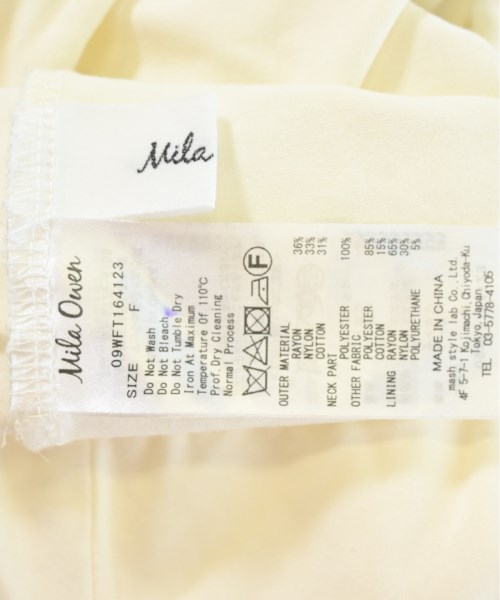 Mila
Mila Owen
09WFT164123
SIZE F
Do Not Wash
Do Not Bleach
Do Not Tumble Dry
Iron At Maximum
Temperature Of 110℃
Prof. Dry Cleaning
Normal Process
F
OUTER MATERIAL
RAYON 36%
NYLON 33%
COTTON 31%
NECK PART
POLYESTER 100%
OTHER FABRIC
POLYESTER 85%
COTTON 15%
LINING RAYON 65%
NYLON 30%
POLYURETHANE 5%
MADE IN CHINA
mash style lab Co., Ltd.
4F 5-7-1 Kojimachi, Chiyoda-Ku
Tokyo, Japan
TEL 03-5778-4105